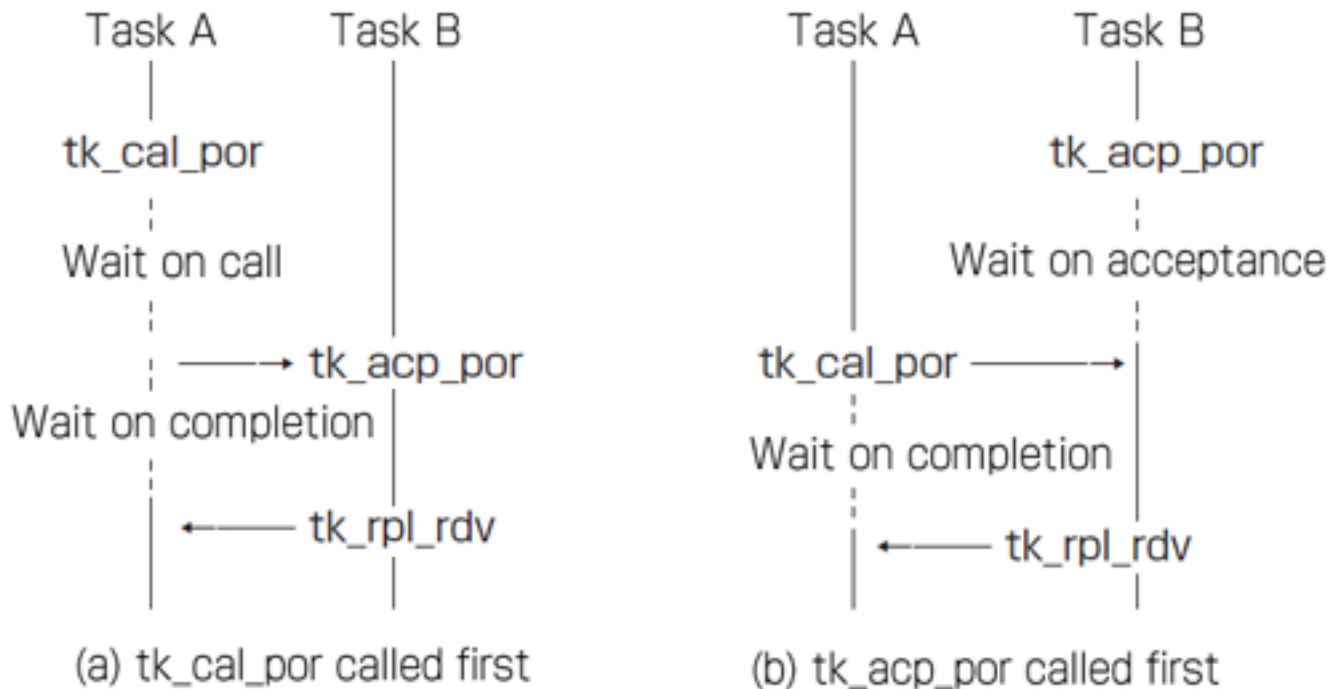 Task A
Task B
tk_cal_por
Wait on call
tk_acp_por
Wait on completion
tk_rpl_rdv
(a) tk_cal_por called first
Task A
Task B
tk_acp_por
Wait on acceptance
tk_cal_por
Wait on completion
tk_rpl_rdv
(b) tk_acp_por called first